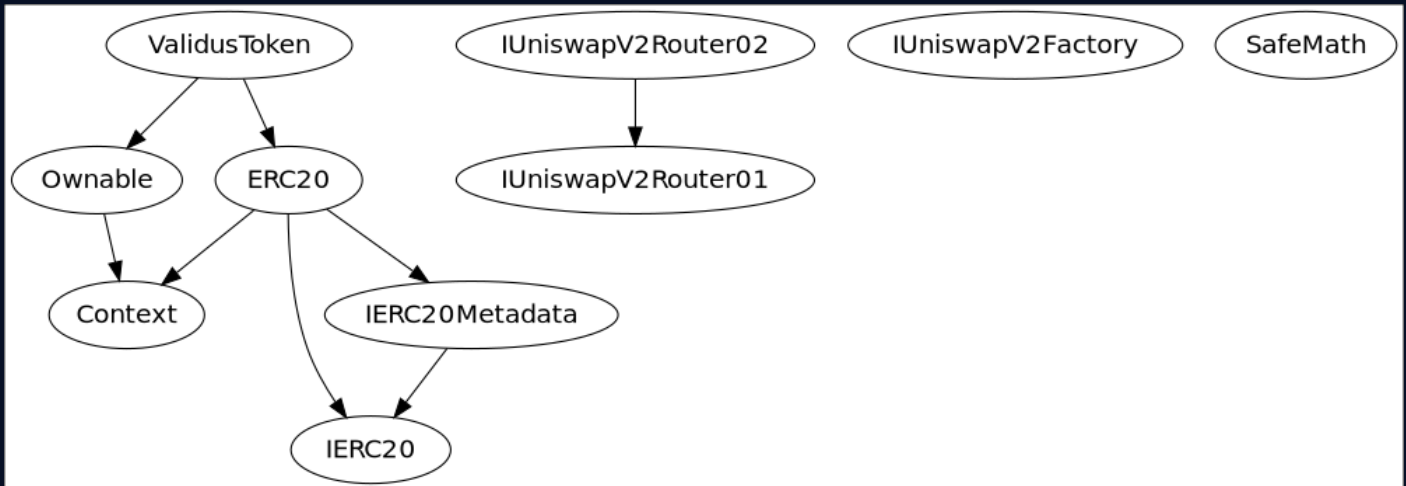 ValidusToken
IUniswapV2Router02
IUniswapV2Factory
SafeMath
Ownable
ERC20
IUniswapV2Router01
Context
IERC20Metadata
IERC20